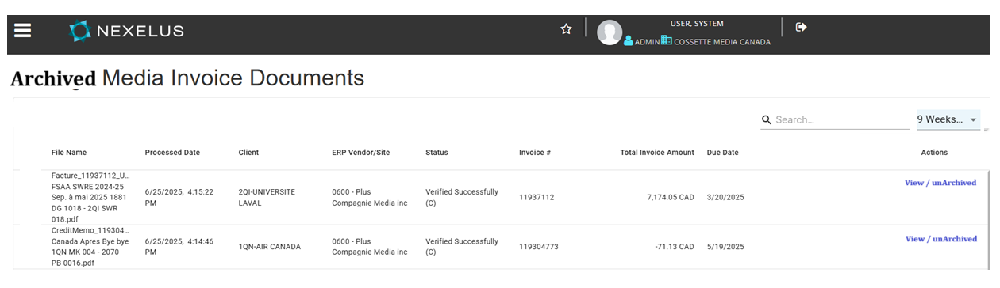 NEXELUS
USER, SYSTEM
ADMIN COSSETTE MEDIA CANADA
Archived Media Invoice Documents
Search...
9 Weeks...
File Name Processed Date Client ERP Vendor/Site Status Invoice # Total Invoice Amount Due Date Actions
Facture_11937112_U...
FSAA SWRE 2024-25
Sep. à mai 2025 1881
DG 1018 - 2QI SWR
018.pdf
6/25/2025, 4:15:22
PM
2QI-UNIVERSITE
LAVAL
0600 - Plus
Compagnie Media inc
Verified Successfully
(C)
11937112
7,174.05 CAD
3/20/2025
View / unArchived
CreditMemo_119304...
Canada Apres Bye bye
1QN MK 004 - 2070
PB 0016.pdf
6/25/2025, 4:14:46
PM
1QN-AIR CANADA
0600 - Plus
Compagnie Media inc
Verified Successfully
(C)
119304773
-71.13 CAD
5/19/2025
View / unArchived